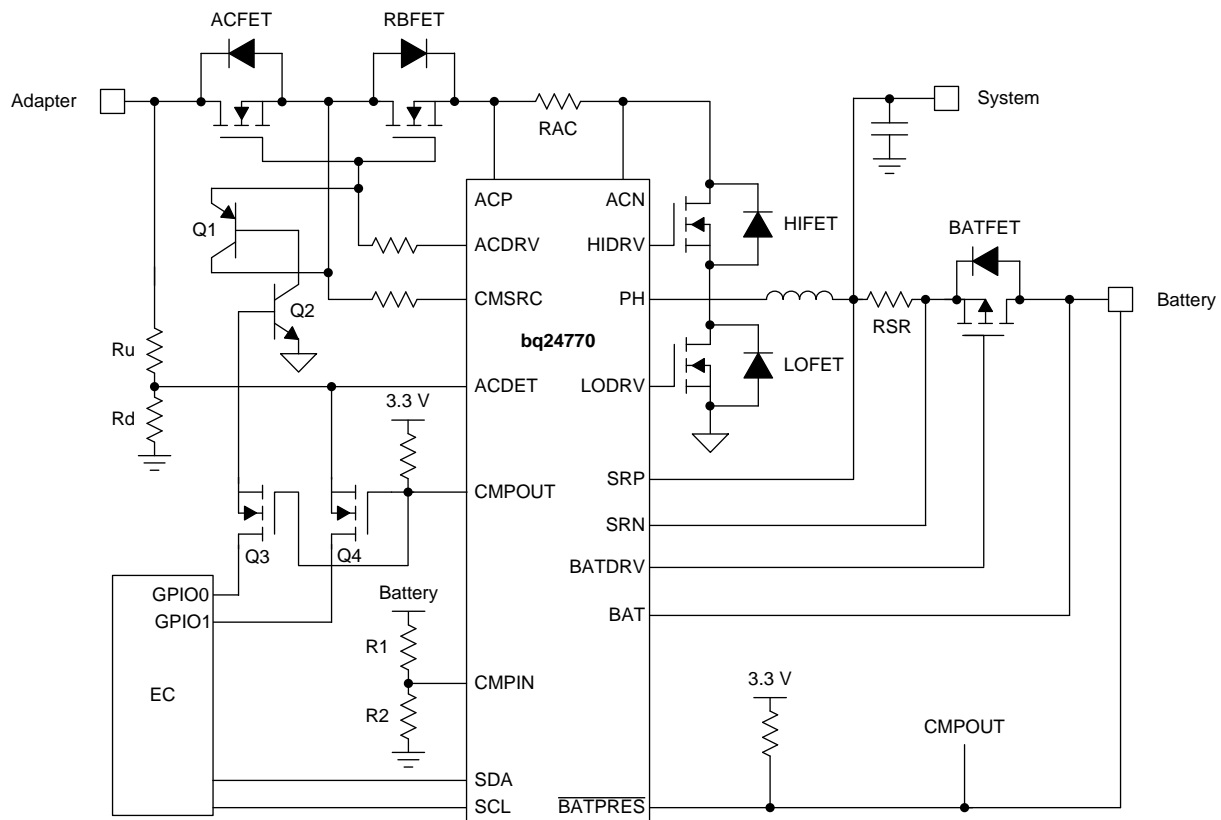 ACFET
RBFET
Adapter
System
RAC
ACP
ACN
Q1
HIFET
ACDRV
HIDRV
BATFET
CMSRC
PH
Q2
RSR
Battery
bq24770
Ru
LOFET
ACDET
LODRV
Rd
3.3 V
SRP
CMPOUT
SRN
Q3
Q4
BATDRV
GPIO0
Battery
BAT
GPIO1
R1
3.3 V
EC
CMPIN
R2
CMPOUT
SDA
SCL
BATPRES